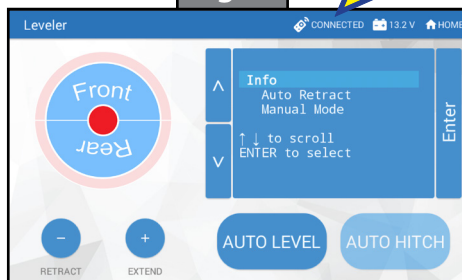 Leveler
CONNECTED 13.2 V HOME
Front
Rear
Info
Auto Retract
Manual Mode
↑ ↓ to scroll
ENTER to select
Enter
− +
RETRACT EXTEND
AUTO LEVEL AUTO HITCH